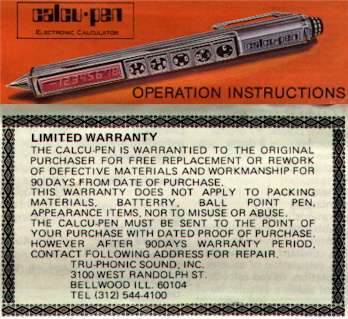 calcu·pen
ELECTRONIC CALCULATOR
-12345678
calcu-pen
OPERATION INSTRUCTIONS
LIMITED WARRANTY
THE CALCU-PEN IS WARRANTIED TO THE ORIGINAL
PURCHASER FOR FREE REPLACEMENT OR REWORK
OF DEFECTIVE MATERIALS AND WORKMANSHIP FOR
90 DAYS FROM DATE OF PURCHASE.
THIS WARRANTY DOES NOT APPLY TO PACKING
MATERIALS, BATTERRY, BALL POINT PEN,
APPEARANCE ITEMS, NOR TO MISUSE OR ABUSE.
THE CALCU-PEN MUST BE SENT TO THE POINT OF
YOUR PURCHASE WITH DATED PROOF OF PURCHASE.
HOWEVER AFTER 90DAYS WARRANTY PERIOD,
CONTACT FOLLOWING ADDRESS FOR REPAIR.
TRU-PHONIC SOUND, INC.
3100 WEST RANDOLPH ST.
BELLWOOD ILL. 60104
TEL (312) 544-4100